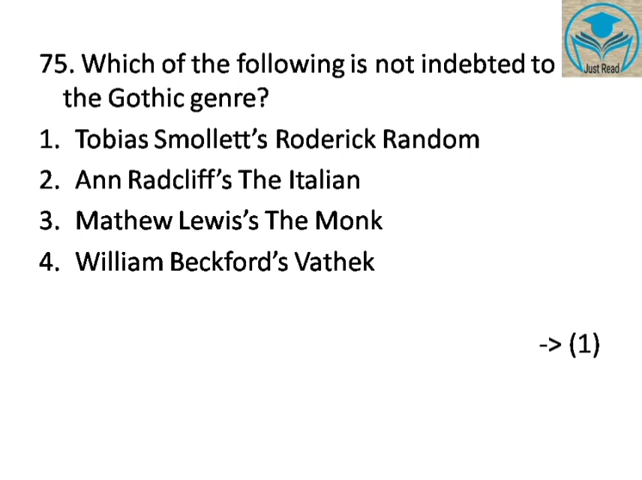 75. Which of the following is not indebted to
the Gothic genre?
1. Tobias Smollett's Roderick Random
2. Ann Radcliff's The Italian
3. Mathew Lewis's The Monk
4. William Beckford's Vathek
-> (1)
Just Read